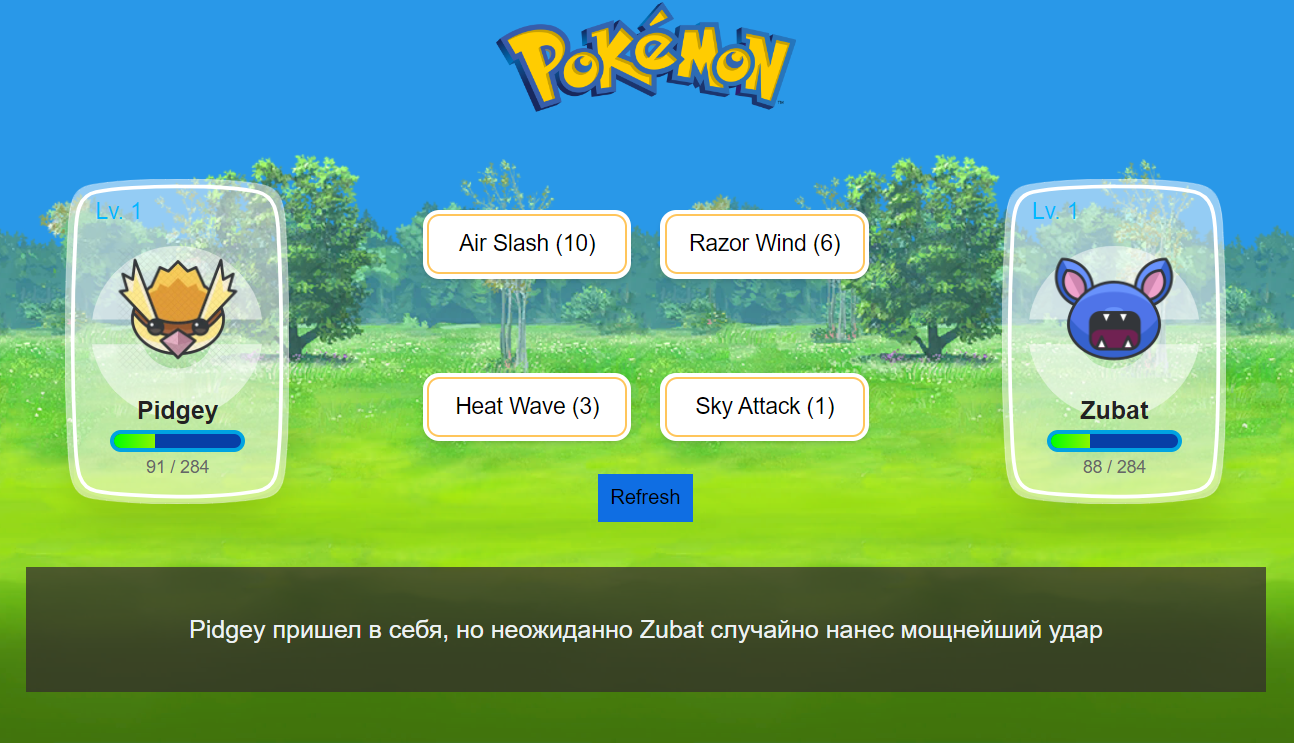 POKéMON
™
Lv. 1
Lv. 1
Air Slash (10)
Razor Wind (6)
Heat Wave (3)
Sky Attack (1)
Pidgey
91 / 284
Zubat
88 / 284
Refresh
Pidgey пришел в себя, но неожиданно Zubat случайно нанес мощнейший удар